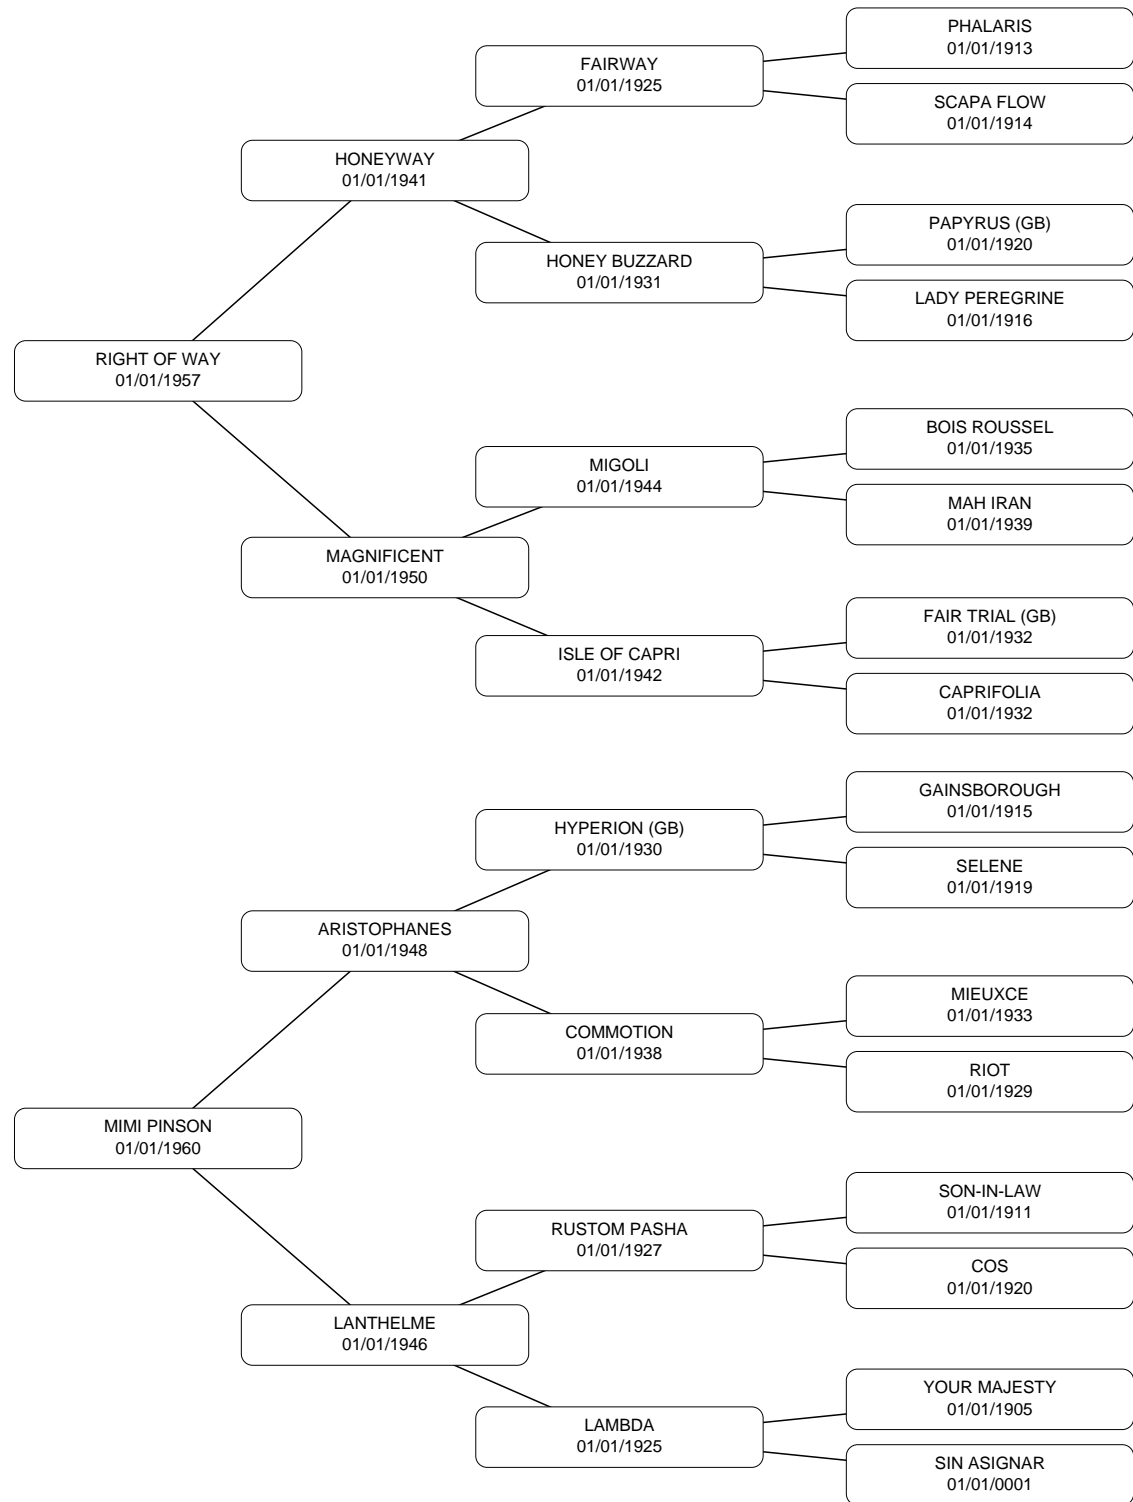 PHALARIS
01/01/1913
FAIRWAY
01/01/1925
SCAPA FLOW
01/01/1914
HONEYWAY
01/01/1941
PAPYRUS (GB)
01/01/1920
HONEY BUZZARD
01/01/1931
LADY PEREGRINE
01/01/1916
RIGHT OF WAY
01/01/1957
BOIS ROUSSEL
01/01/1935
MIGOLI
01/01/1944
MAH IRAN
01/01/1939
MAGNIFICENT
01/01/1950
FAIR TRIAL (GB)
01/01/1932
ISLE OF CAPRI
01/01/1942
CAPRIFOLIA
01/01/1932
GAINSBOROUGH
01/01/1915
HYPERION (GB)
01/01/1930
SELENE
01/01/1919
ARISTOPHANES
01/01/1948
MIEUXCE
01/01/1933
COMMOTION
01/01/1938
RIOT
01/01/1929
MIMI PINSON
01/01/1960
SON-IN-LAW
01/01/1911
RUSTOM PASHA
01/01/1927
COS
01/01/1920
LANTHELME
01/01/1946
YOUR MAJESTY
01/01/1905
LAMBDA
01/01/1925
SIN ASIGNAR
01/01/0001